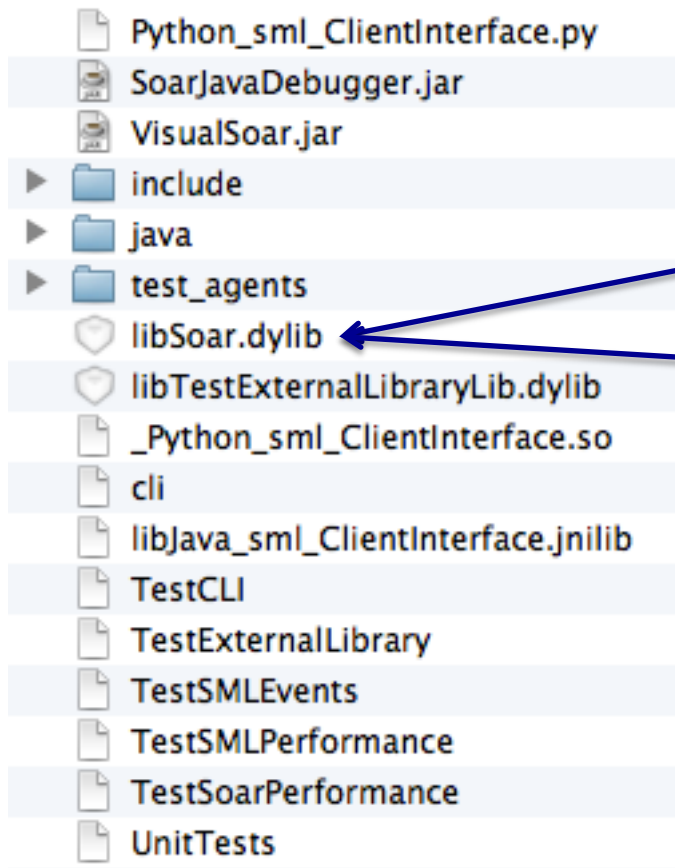 Python_sml_ClientInterface.py
SoarJavaDebugger.jar
VisualSoar.jar
include
java
test_agents
libSoar.dylib
libTestExternalLibraryLib.dylib
_Python_sml_ClientInterface.so
cli
libJava_sml_ClientInterface.jnilib
TestCLI
TestExternalLibrary
TestSMLEvents
TestSMLPerformance
TestSoarPerformance
UnitTests